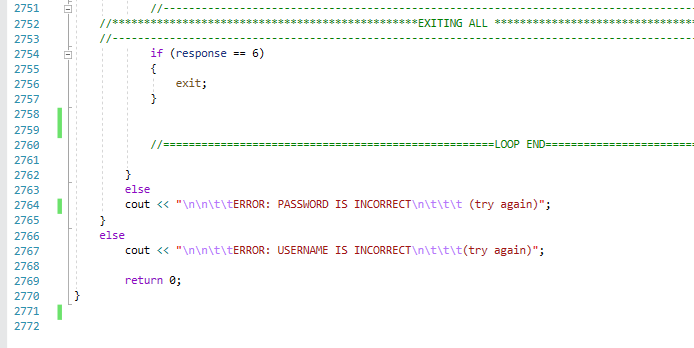 2751 //------------------------------------------------------------------------------------
2752 //************************************************EXITING ALL *******************************
2753 //--------------------------------------------------------------------------------------------
2754 if (response == 6)
2755 {
2756 exit;
2757 }
2758
2759
2760 //====================================================LOOP END=======================
2761
2762 }
2763 else
2764 cout << "\n\n\t\tERROR: PASSWORD IS INCORRECT\n\t\t\t (try again)";
2765 }
2766 else
2767 cout << "\n\n\t\tERROR: USERNAME IS INCORRECT\n\t\t\t(try again)";
2768
2769 return 0;
2770 }
2771
2772